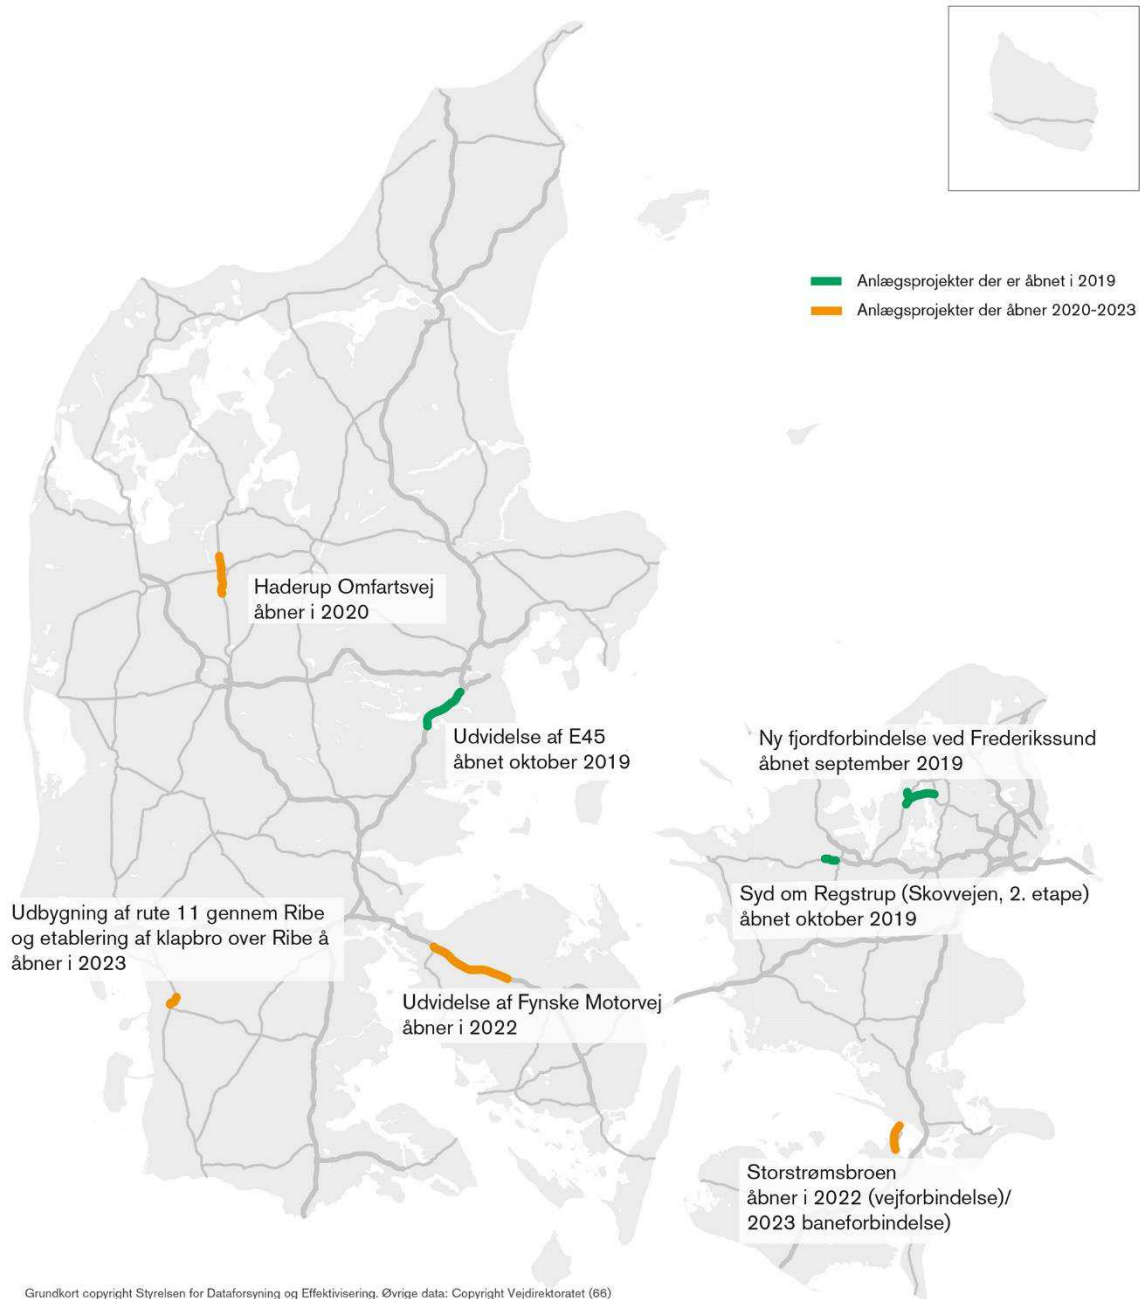 Anlægsprojekter der er åbnet i 2019
Anlægsprojekter der åbner 2020-2023
Haderup Omfartsvej
åbner i 2020
Udvidelse af E45
åbnet oktober 2019
Ny fjordforbindelse ved Frederikssund
åbnet september 2019
Syd om Regstrup (Skovvejen, 2. etape)
åbnet oktober 2019
Udbygning af rute 11 gennem Ribe
og etablering af klapbro over Ribe å
åbner i 2023
Udvidelse af Fynske Motorvej
åbner i 2022
Storstrømsbroen
åbner i 2022 (vejforbindelse)/
2023 baneforbindelse)
Grundkort copyright Styrelsen for Dataforsyning og Effektivisering. Øvrige data: Copyright Vejdirektoratet (66)